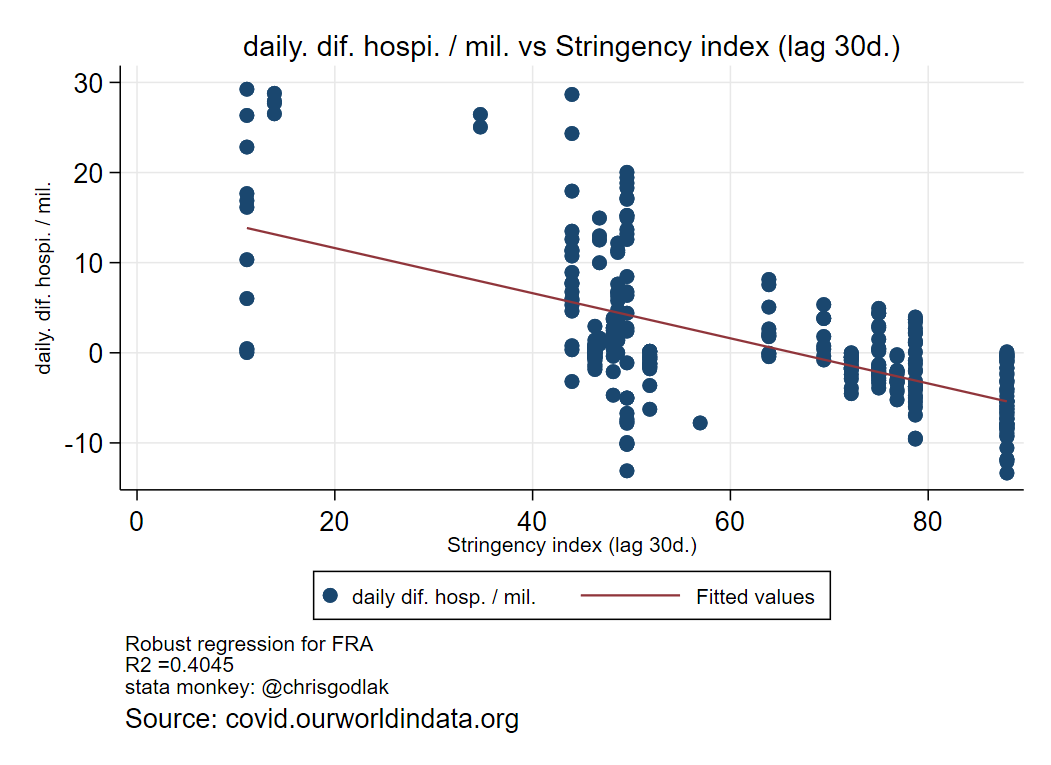 daily. dif. hospi. / mil. vs Stringency index (lag 30d.)
daily. dif. hospi. / mil.
30
20
10
0
-10
0 20 40 60 80
Stringency index (lag 30d.)
daily dif. hosp. / mil. Fitted values
Robust regression for FRA
R2 =0.4045
stata monkey: @chrisgodlak
Source: covid.ourworldindata.org